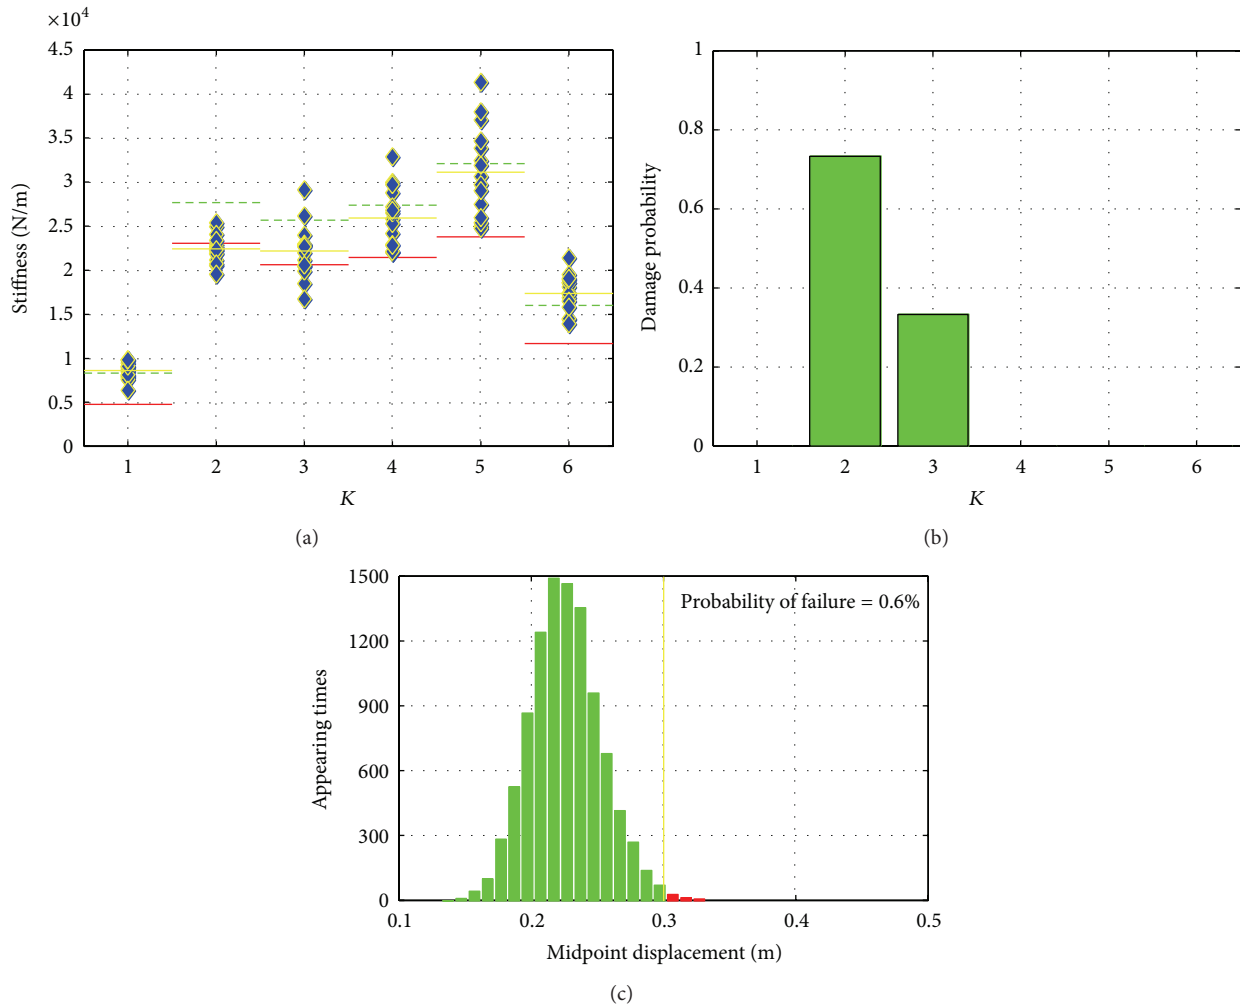 ×10⁴
4.5
4
3.5
3
2.5
2
1.5
1
0.5
0
Stiffness (N/m)
1 2 3 4 5 6
K
(a)
1
0.8
0.6
0.4
0.2
0
Damage probability
1 2 3 4 5 6
K
(b)
1500
1200
900
600
300
0
Appearing times
Probability of failure = 0.6%
0.1 0.2 0.3 0.4 0.5
Midpoint displacement (m)
(c)